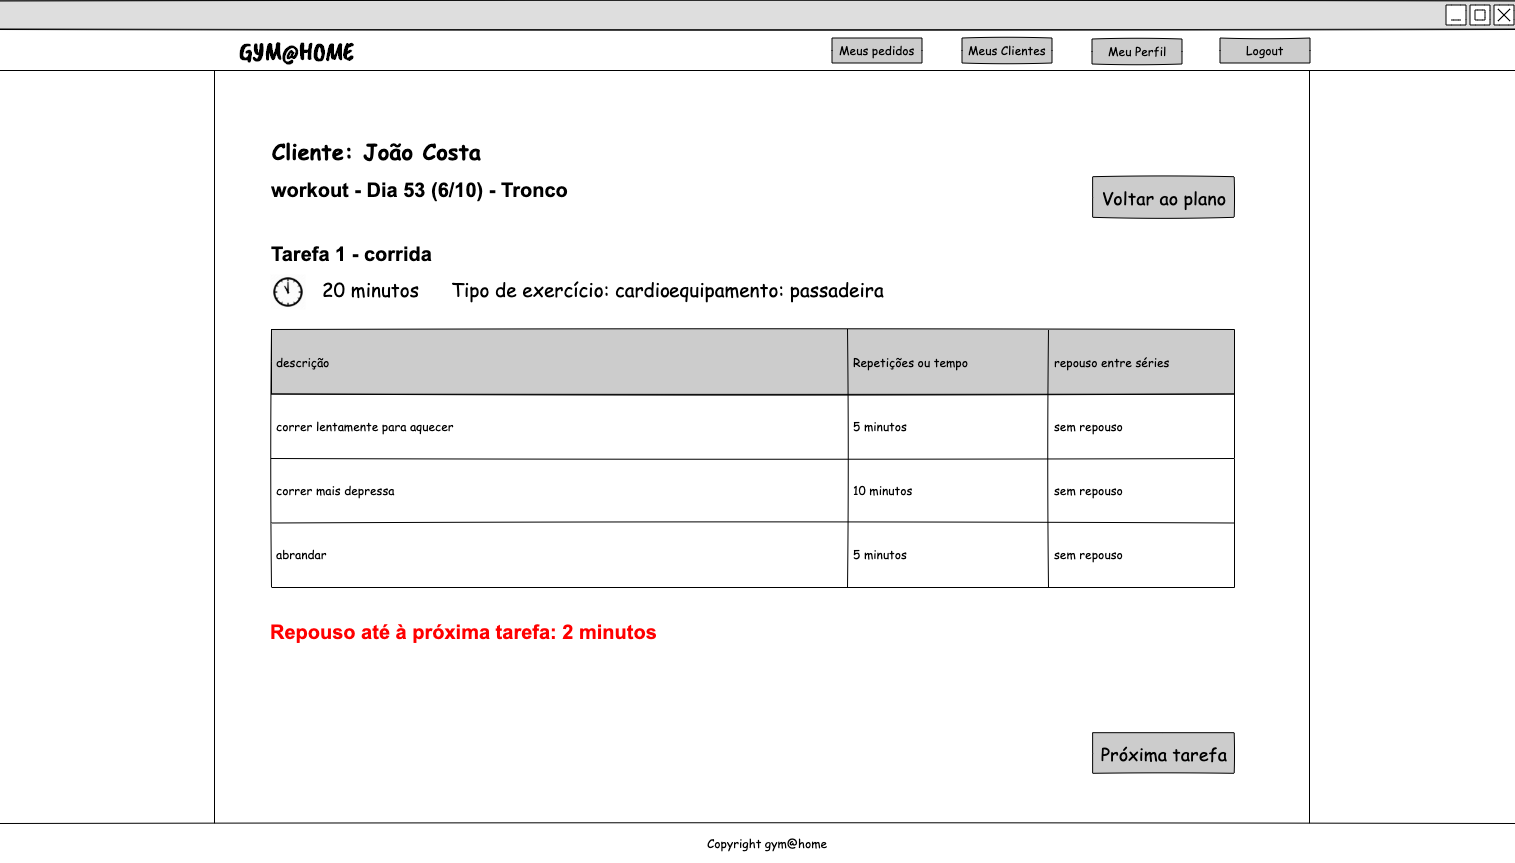 GYM@HOME
Meus pedidos
Meus Clientes
Meu Perfil
Logout
Cliente: João Costa
workout - Dia 53 (6/10) - Tronco
Voltar ao plano
Tarefa 1 - corrida
20 minutos Tipo de exercício: cardioequipamento: passadeira
descrição Repetições ou tempo repouso entre séries
correr lentamente para aquecer 5 minutos sem repouso
correr mais depressa 10 minutos sem repouso
abrandar 5 minutos sem repouso
Repouso até à próxima tarefa: 2 minutos
Próxima tarefa
Copyright gym@home